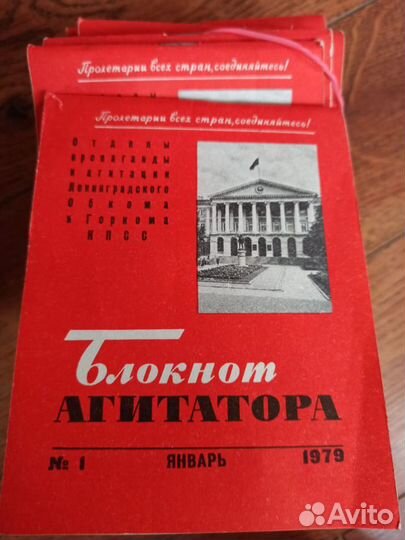 Пролетарии всех стран, соединяйтесь!
Пролетарии всех стран, соединяйтесь!
Отделы
пропаганды
и агитации
Ленинградского
Обкома
и Горкома
КПСС
Блокнот
АГИТАТОРА
№ 1 ЯНВАРЬ 1979
Avito